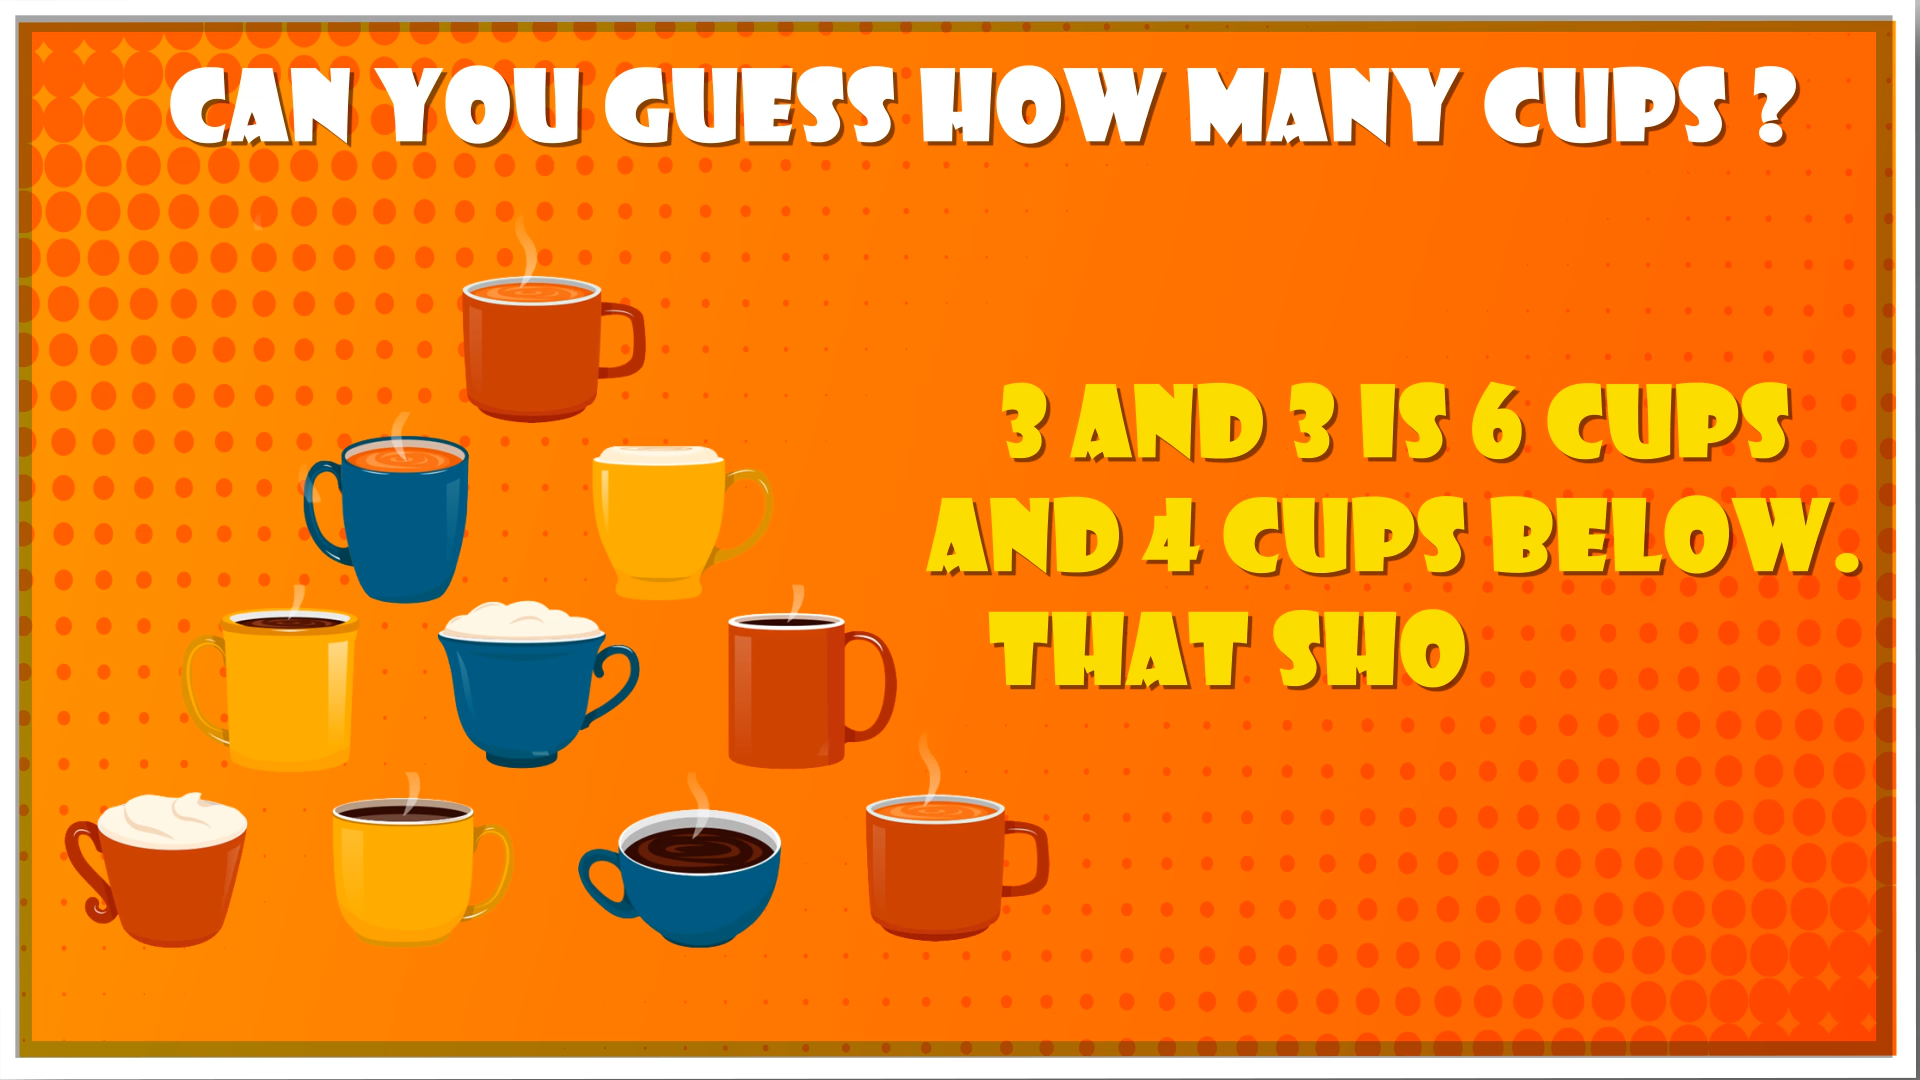 CAN YOU GUESS HOW MANY CUPS ?
3 AND 3 IS 6 CUPS
AND 4 CUPS BELOW.
THAT SHO